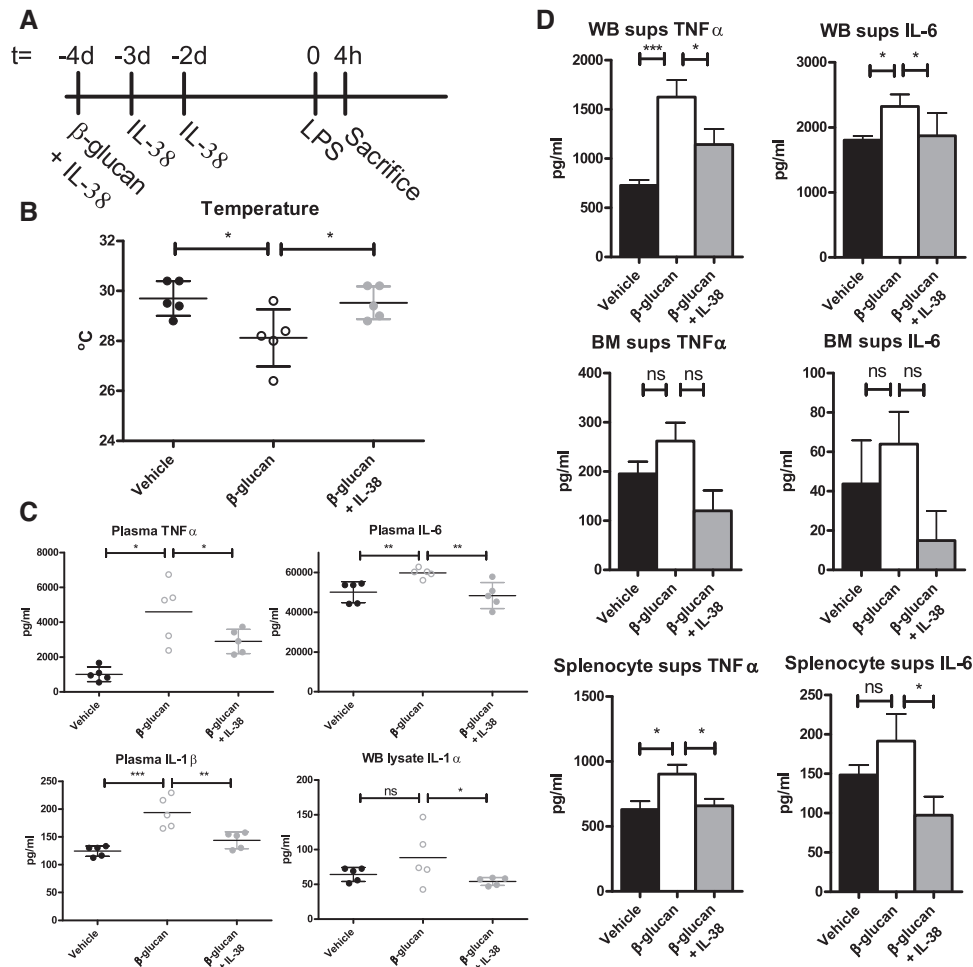 A
t= -4d -3d -2d 0 4h
β-glucan + IL-38
IL-38
IL-38
LPS
Sacrifice
B
Temperature
* *
32
30
28
26
24
°C
Vehicle
β-glucan
β-glucan + IL-38
C
Plasma TNFα
* *
8000
6000
4000
2000
0
pg/ml
Vehicle
β-glucan
β-glucan + IL-38
Plasma IL-6
** **
60000
40000
20000
0
pg/ml
Vehicle
β-glucan
β-glucan + IL-38
Plasma IL-1β
*** **
250
200
150
100
50
0
pg/ml
Vehicle
β-glucan
β-glucan + IL-38
WB lysate IL-1α
ns *
200
150
100
50
0
pg/ml
Vehicle
β-glucan
β-glucan + IL-38
D
WB sups TNFα
*** *
2000
1500
1000
500
0
pg/ml
Vehicle
β-glucan
β-glucan + IL-38
WB sups IL-6
* *
3000
2000
1000
0
pg/ml
Vehicle
β-glucan
β-glucan + IL-38
BM sups TNFα
ns ns
400
300
200
100
0
pg/ml
Vehicle
β-glucan
β-glucan + IL-38
BM sups IL-6
ns ns
100
80
60
40
20
0
pg/ml
Vehicle
β-glucan
β-glucan + IL-38
Splenocyte sups TNFα
* *
1500
1000
500
0
pg/ml
Vehicle
β-glucan
β-glucan + IL-38
Splenocyte sups IL-6
ns *
250
200
150
100
50
0
pg/ml
Vehicle
β-glucan
β-glucan + IL-38